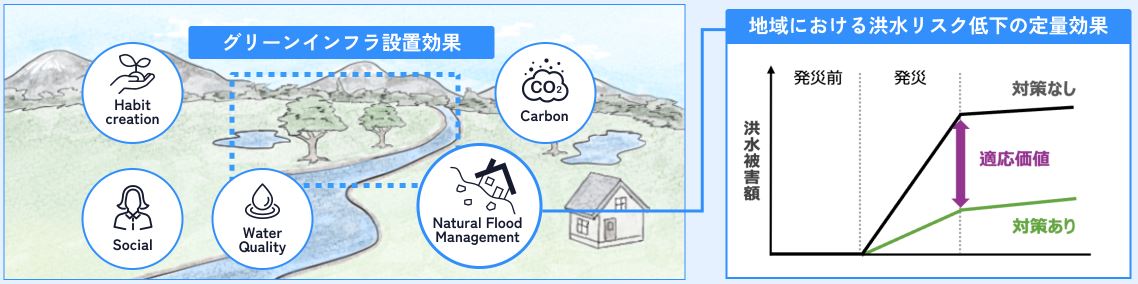 グリーンインフラ設置効果
Habit
creation
CO₂
Carbon
Social
Water
Quality
Natural Flood
Management
地域における洪水リスク低下の定量効果
発災前
発災
対策なし
洪水被害額
適応価値
対策あり